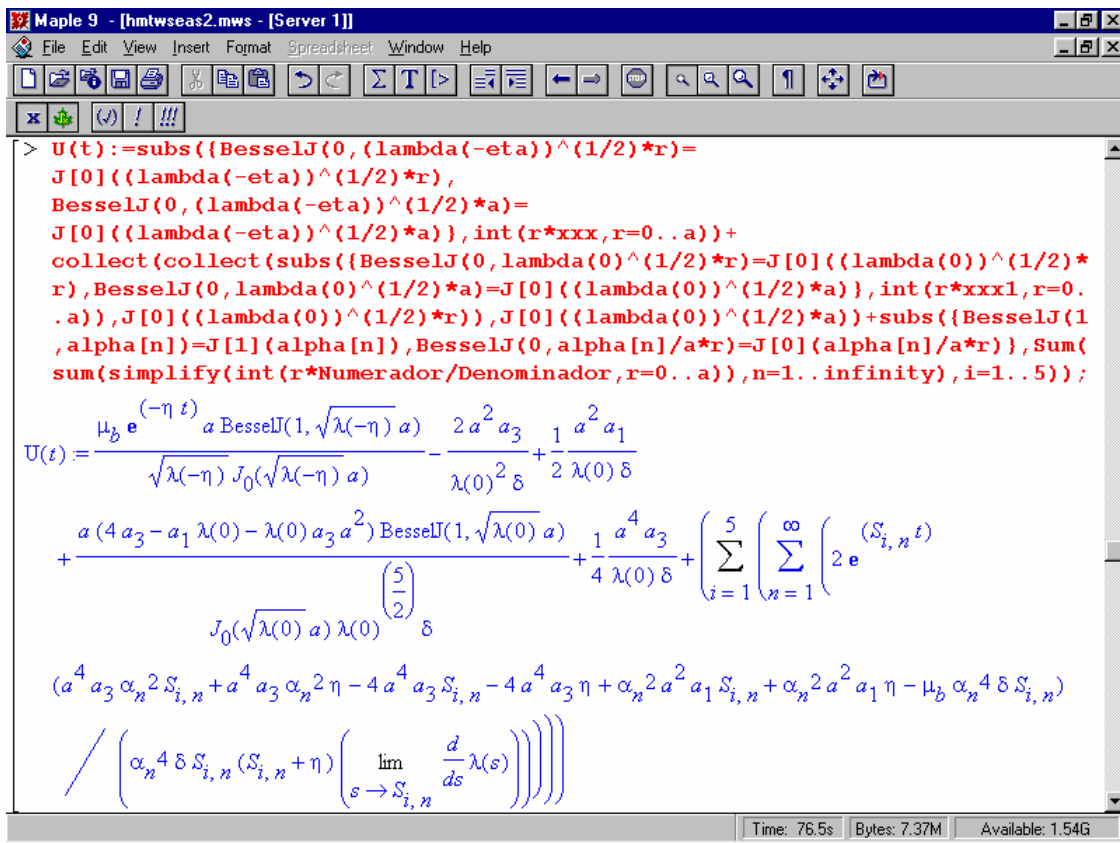 Maple 9 - [hmtwseas2.mws - [Server 1]]
File Edit View Insert Format Spreadsheet Window Help
Σ T [> STOP ¶
x (√) ! !!!
[> U(t):=subs({BesselJ(0,(lambda(-eta))^(1/2)*r)=
J[0]((lambda(-eta))^(1/2)*r),
BesselJ(0,(lambda(-eta))^(1/2)*a)=
J[0]((lambda(-eta))^(1/2)*a)},int(r*xxx,r=0..a))+
collect(collect(subs({BesselJ(0,lambda(0)^(1/2)*r)=J[0]((lambda(0))^(1/2)*
r),BesselJ(0,lambda(0)^(1/2)*a)=J[0]((lambda(0))^(1/2)*a)},int(r*xxx1,r=0.
.a)),J[0]((lambda(0))^(1/2)*r)),J[0]((lambda(0))^(1/2)*a))+subs({BesselJ(1
,alpha[n])=J[1](alpha[n]),BesselJ(0,alpha[n]/a*r)=J[0](alpha[n]/a*r)},Sum(
sum(simplify(int(r*Numerador/Denominador,r=0..a)),n=1..infinity),i=1..5));
U(t) := μ_b e^(-η t) a BesselJ(1, √λ(-η) a) / (√λ(-η) J_0(√λ(-η) a)) - 2 a^2 a_3 / (λ(0)^2 δ) + 1/2 a^2 a_1 / (λ(0) δ)
+ a (4 a_3 - a_1 λ(0) - λ(0) a_3 a^2) BesselJ(1, √λ(0) a) / (J_0(√λ(0) a) λ(0)^(5/2) δ) + 1/4 a^4 a_3 / (λ(0) δ) + (∑_{i = 1}^{5} (∑_{n = 1}^{∞} (2 e^(S_{i, n} t)
(a^4 a_3 α_n^2 S_{i, n} + a^4 a_3 α_n^2 η - 4 a^4 a_3 S_{i, n} - 4 a^4 a_3 η + α_n^2 a^2 a_1 S_{i, n} + α_n^2 a^2 a_1 η - μ_b α_n^4 δ S_{i, n})
/ (α_n^4 δ S_{i, n} (S_{i, n} + η) (lim_{s → S_{i, n}} d/ds λ(s))))))
Time: 76.5s Bytes: 7.37M Available: 1.54G